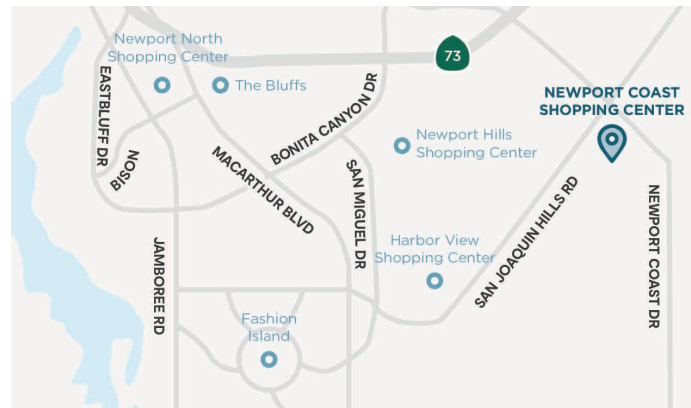 Newport North
Shopping Center
73
The Bluffs
EASTBLUFF DR
BISON
BONITA CANYON DR
MACARTHUR BLVD
NEWPORT COAST
SHOPPING CENTER
Newport Hills
Shopping Center
SAN MIGUEL DR
SAN JOAQUIN HILLS RD
NEWPORT COAST DR
JAMBOREE RD
Harbor View
Shopping Center
Fashion
Island